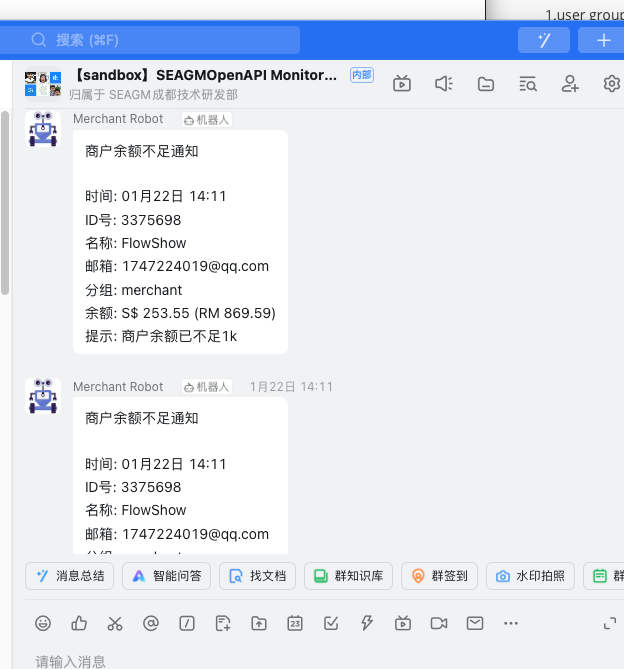 1.user group
搜索 (⌘F)
【sandbox】SEAGMOpenAPI Monitor... 内部
归属于 SEAGM成都技术研发部
Merchant Robot 机器人
商户余额不足通知
时间: 01月22日 14:11
ID号: 3375698
名称: FlowShow
邮箱: 1747224019@qq.com
分组: merchant
余额: S$ 253.55 (RM 869.59)
提示: 商户余额已不足1k
Merchant Robot 机器人 1月22日 14:11
商户余额不足通知
时间: 01月22日 14:11
ID号: 3375698
名称: FlowShow
邮箱: 1747224019@qq.com
消息总结 智能问答 找文档 群知识库 群签到 水印拍照 群
23
请输入消息